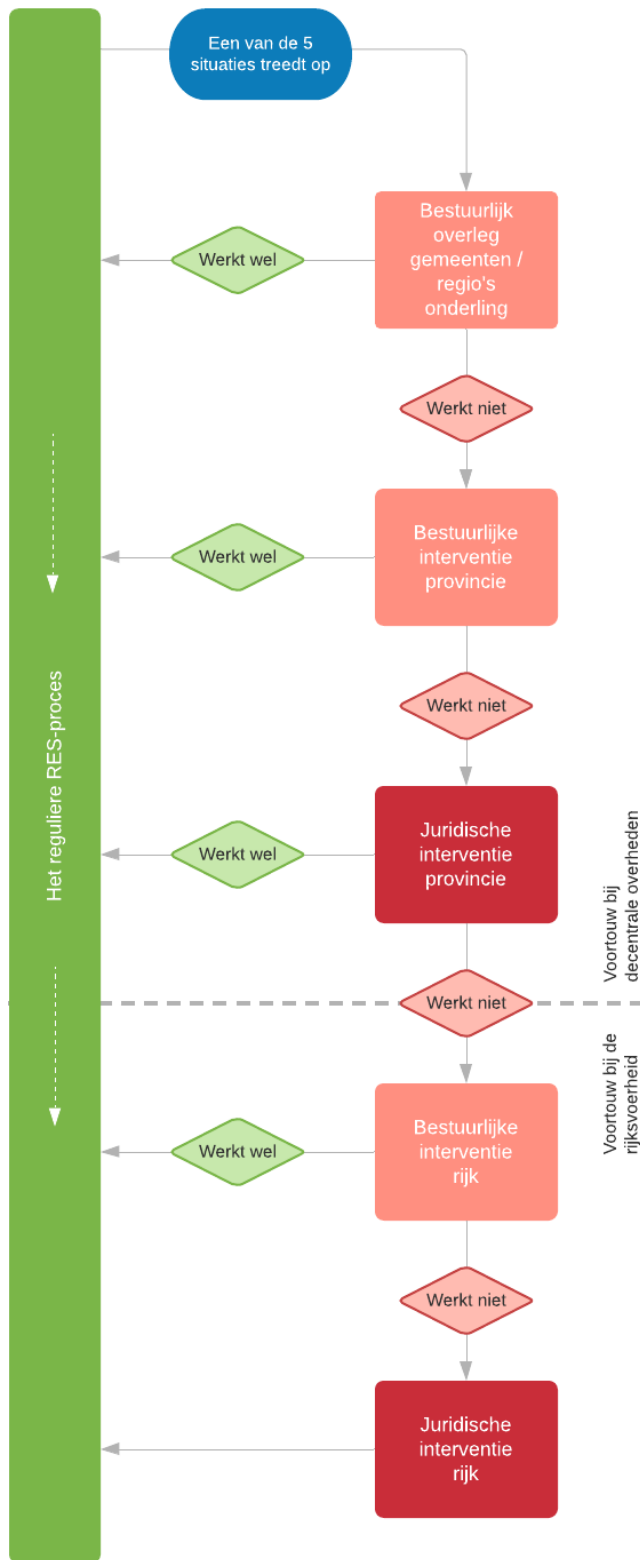 Een van de 5
situaties treedt op
Bestuurlijk
overleg
gemeenten /
regio's
onderling
Werkt wel
Werkt niet
Bestuurlijke
interventie
provincie
Werkt wel
Werkt niet
Het reguliere RES-proces
Juridische
interventie
provincie
Werkt wel
Voortouw bij
decentrale overheden
Werkt niet
Voortouw bij de
rijksvoerheid
Bestuurlijke
interventie
rijk
Werkt wel
Werkt niet
Juridische
interventie
rijk